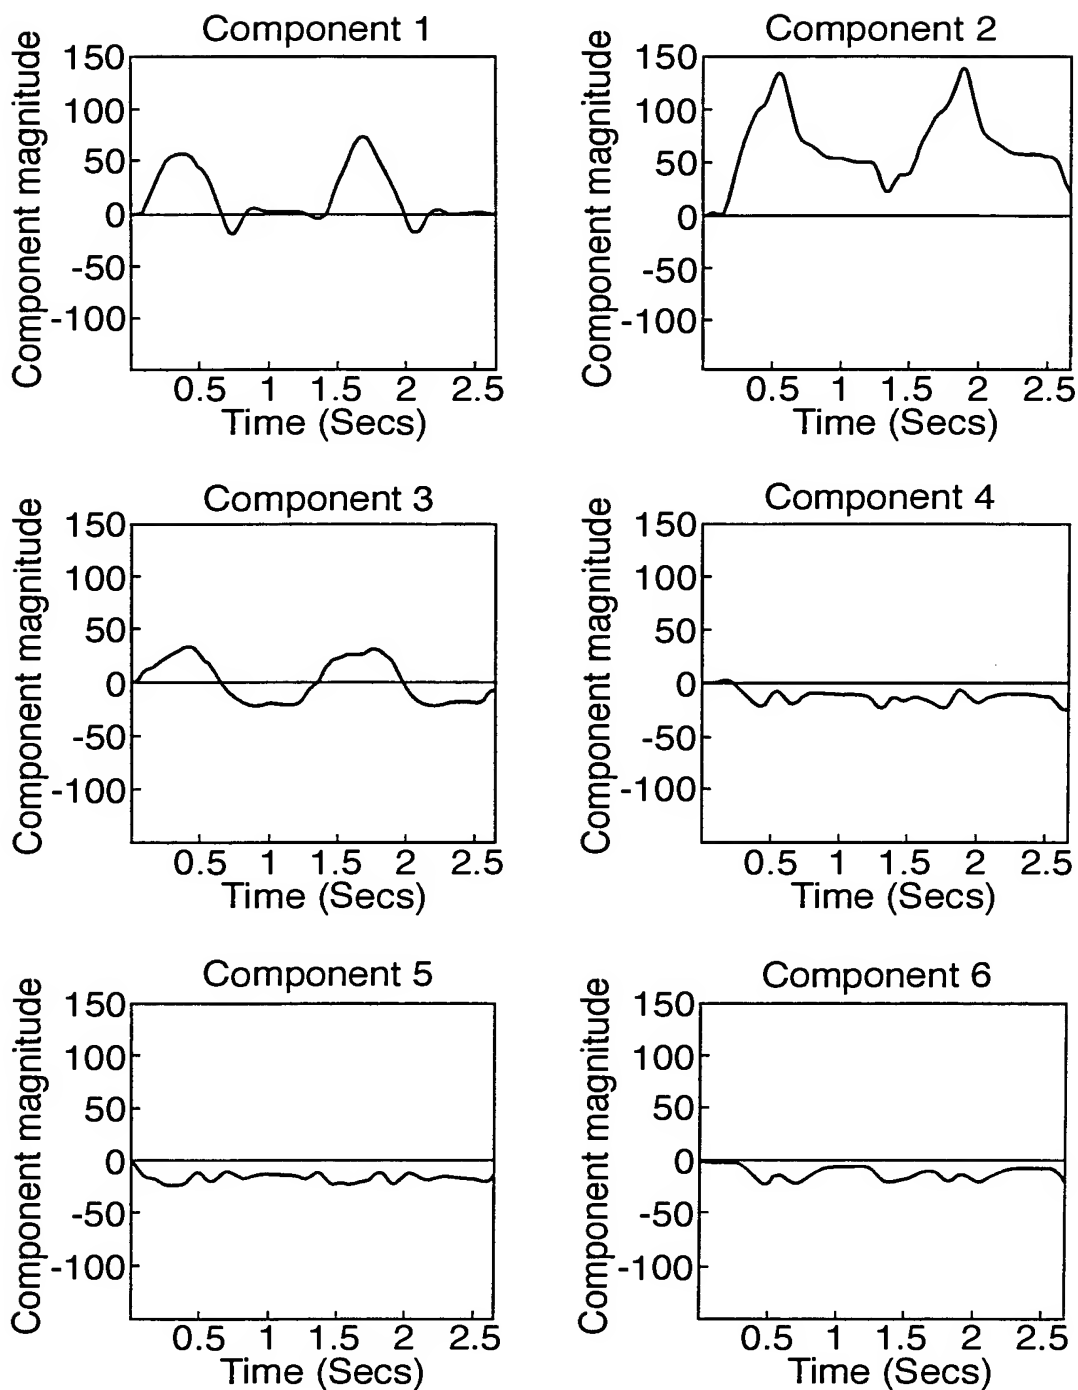 Component 1
Component magnitude
150
100
50
0
-50
-100
0.5 1 1.5 2 2.5
Time (Secs)
Component 2
Component magnitude
150
100
50
0
-50
-100
0.5 1 1.5 2 2.5
Time (Secs)
Component 3
Component magnitude
150
100
50
0
-50
-100
0.5 1 1.5 2 2.5
Time (Secs)
Component 4
Component magnitude
150
100
50
0
-50
-100
0.5 1 1.5 2 2.5
Time (Secs)
Component 5
Component magnitude
150
100
50
0
-50
-100
0.5 1 1.5 2 2.5
Time (Secs)
Component 6
Component magnitude
150
100
50
0
-50
-100
0.5 1 1.5 2 2.5
Time (Secs)